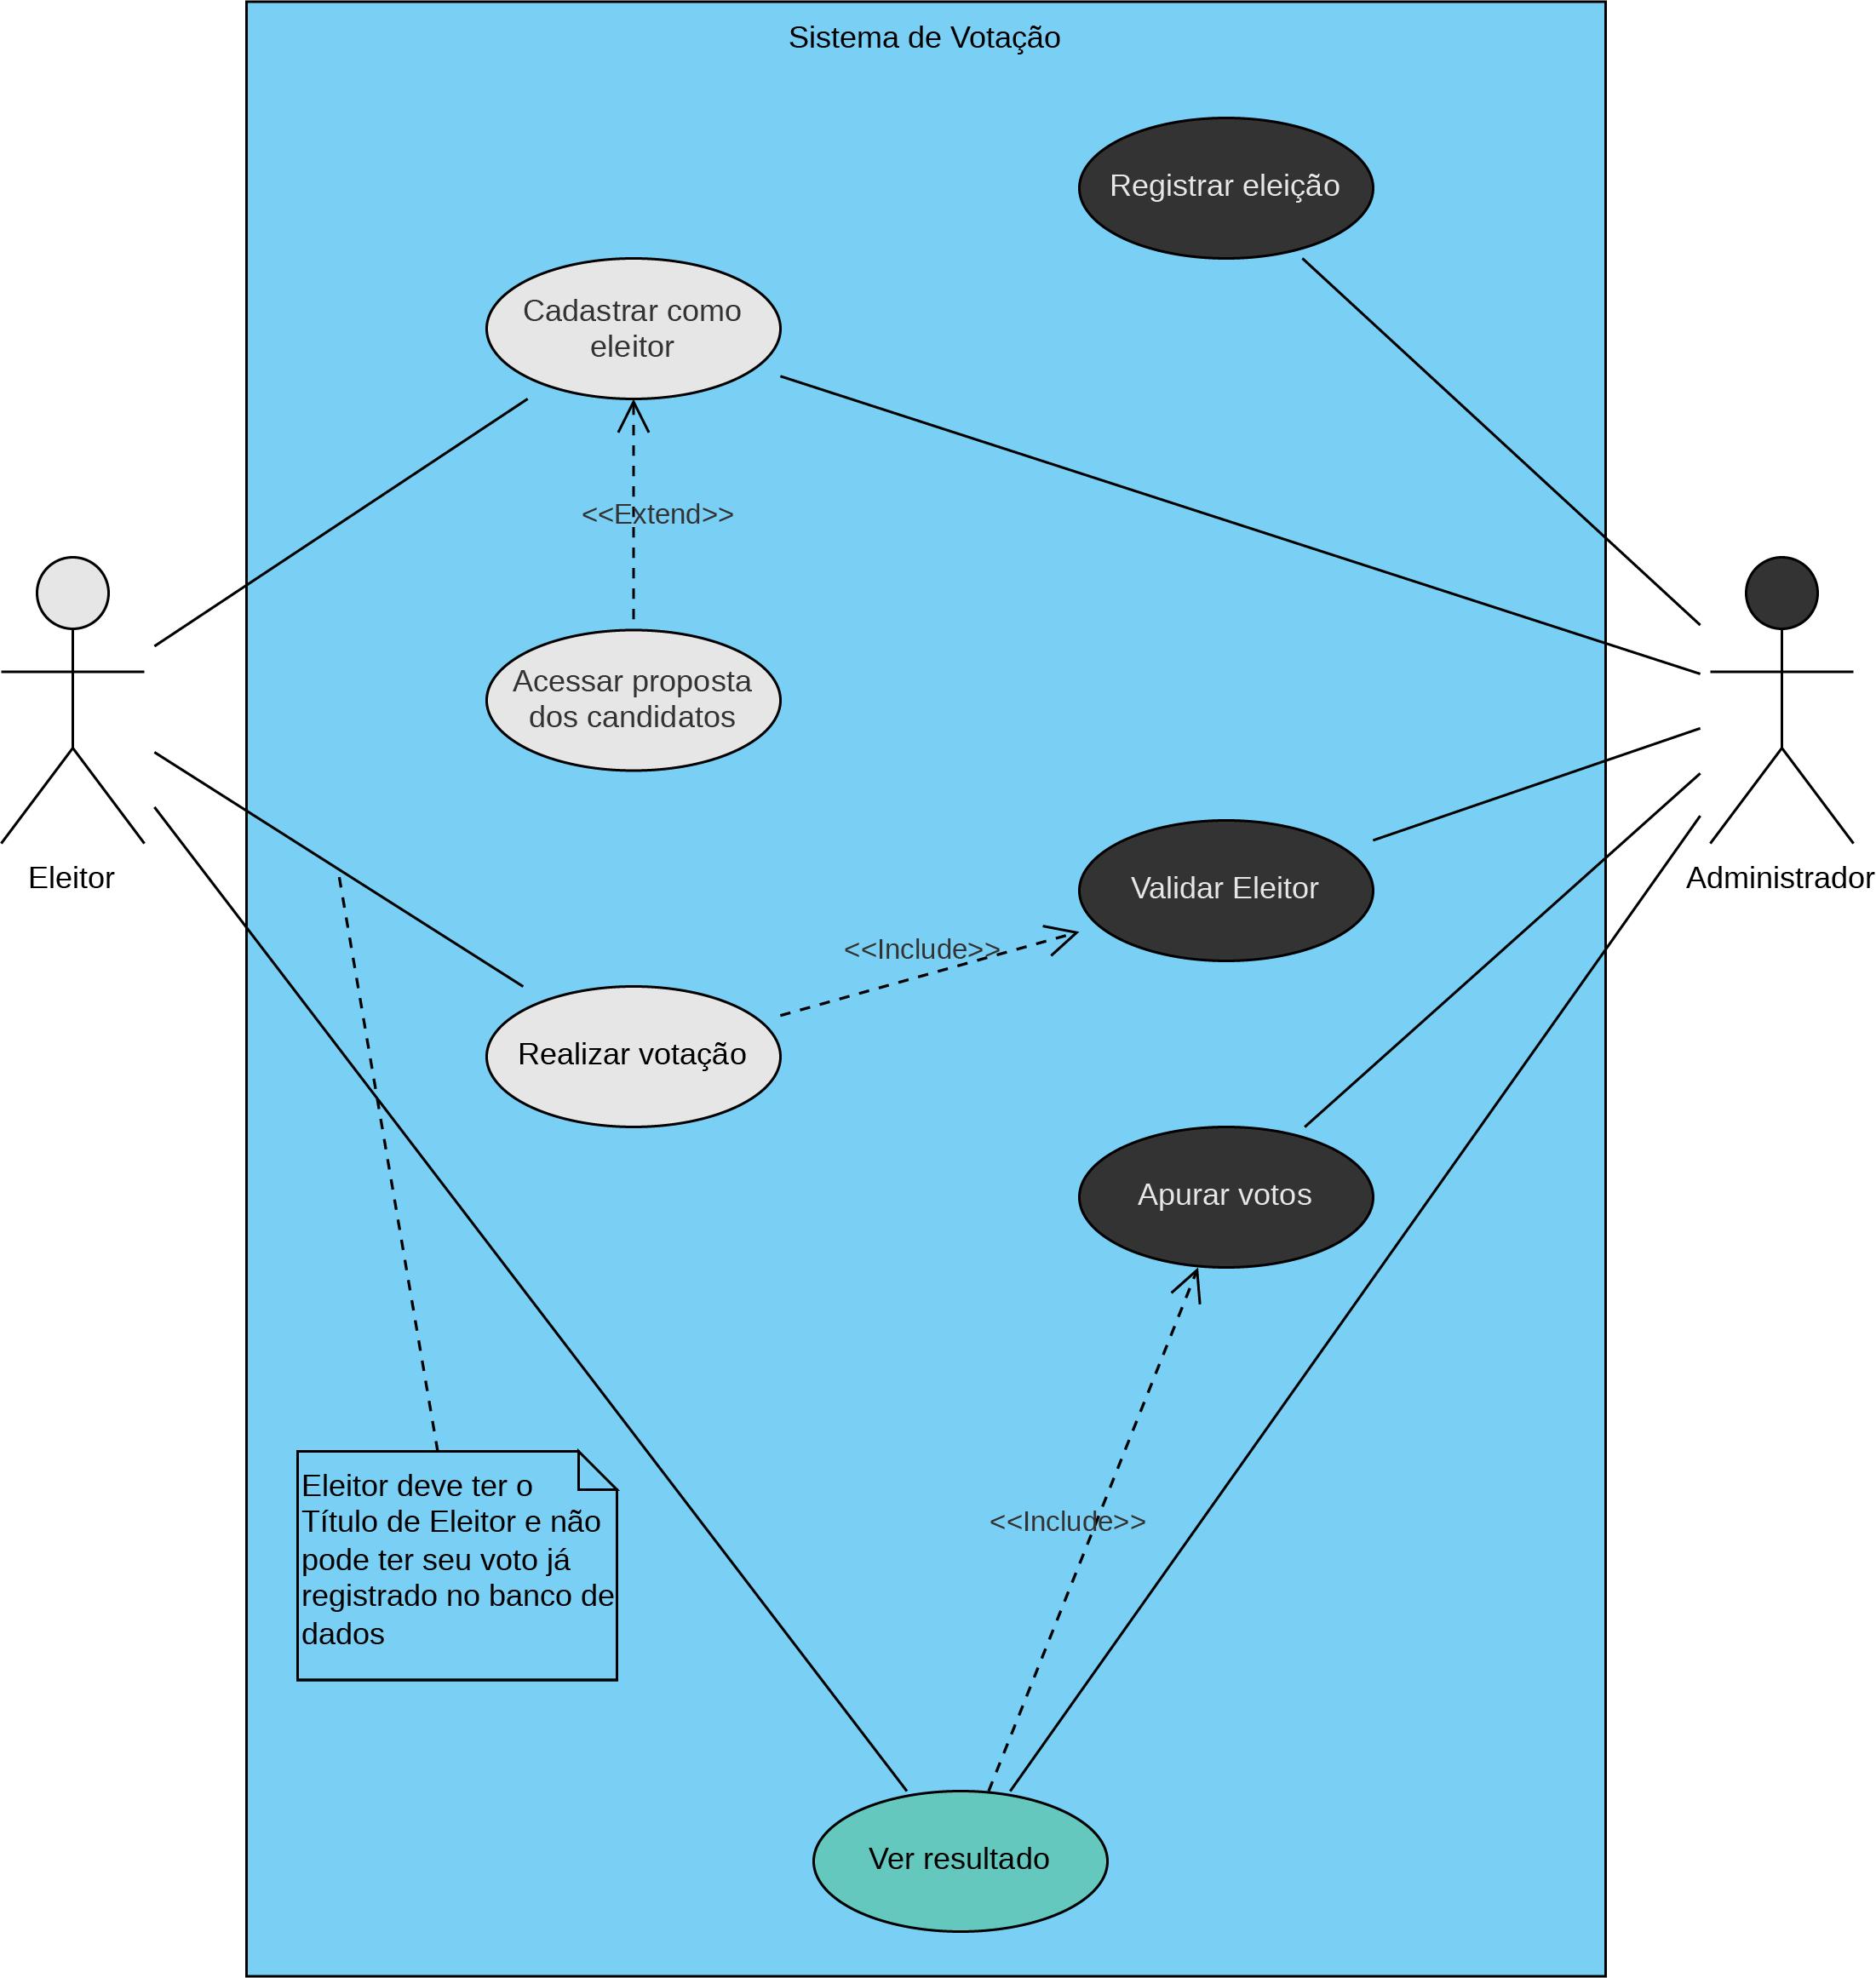 Sistema de Votação
Registrar eleição
Cadastrar como
eleitor
<<Extend>>
Acessar proposta
dos candidatos
Eleitor
Administrador
Validar Eleitor
<<Include>>
Realizar votação
Apurar votos
Eleitor deve ter o
Título de Eleitor e não
pode ter seu voto já
registrado no banco de
dados
<<Include>>
Ver resultado